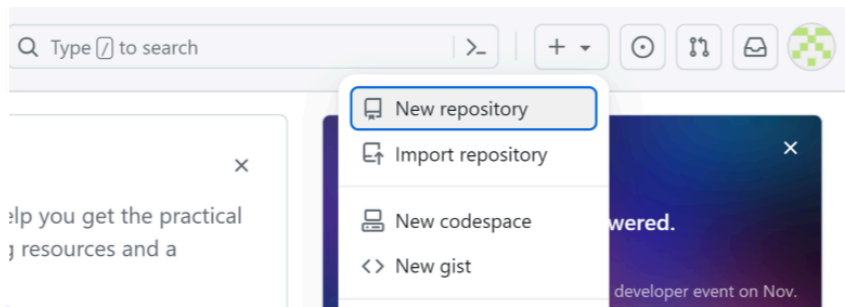 Type / to search
New repository
Import repository
New codespace
New gist
you get the practical
resources and a
wered.
developer event on Nov.